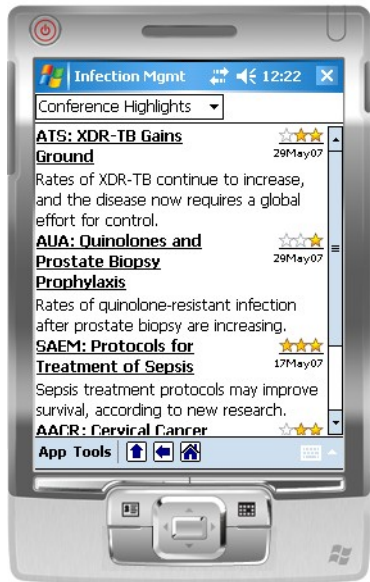 Infection Mgmt 12:22
Conference Highlights
ATS: XDR-TB Gains
Ground
29May07
Rates of XDR-TB continue to increase,
and the disease now requires a global
effort for control.
AUA: Quinolones and
Prostate Biopsy
29May07
Prophylaxis
Rates of quinolone-resistant infection
after prostate biopsy are increasing.
SAEM: Protocols for
Treatment of Sepsis
17May07
Sepsis treatment protocols may improve
survival, according to new research.
AACR: Cervical Cancer
App Tools